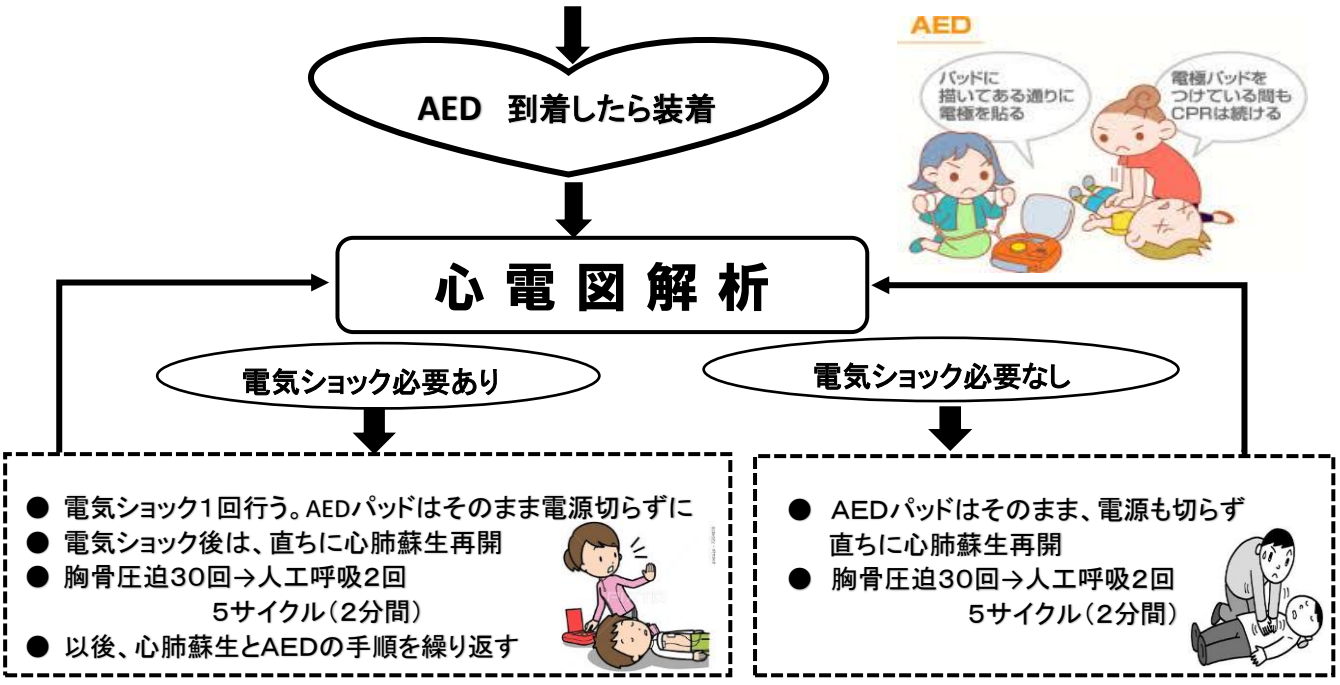 AED
パッドに
描いてある通りに
電極を貼る
電極パッドを
つけている間も
CPRは続ける
AED　到着したら装着
心電図解析
電気ショック必要あり
電気ショック必要なし
● 電気ショック１回行う。AEDパッドはそのまま電源切らずに
● 電気ショック後は、直ちに心肺蘇生再開
● 胸骨圧迫３０回→人工呼吸２回
５サイクル（２分間）
● 以後、心肺蘇生とAEDの手順を繰り返す
● ＡＥＤパッドはそのまま、電源も切らず
直ちに心肺蘇生再開
● 胸骨圧迫３０回→人工呼吸２回
５サイクル（２分間）